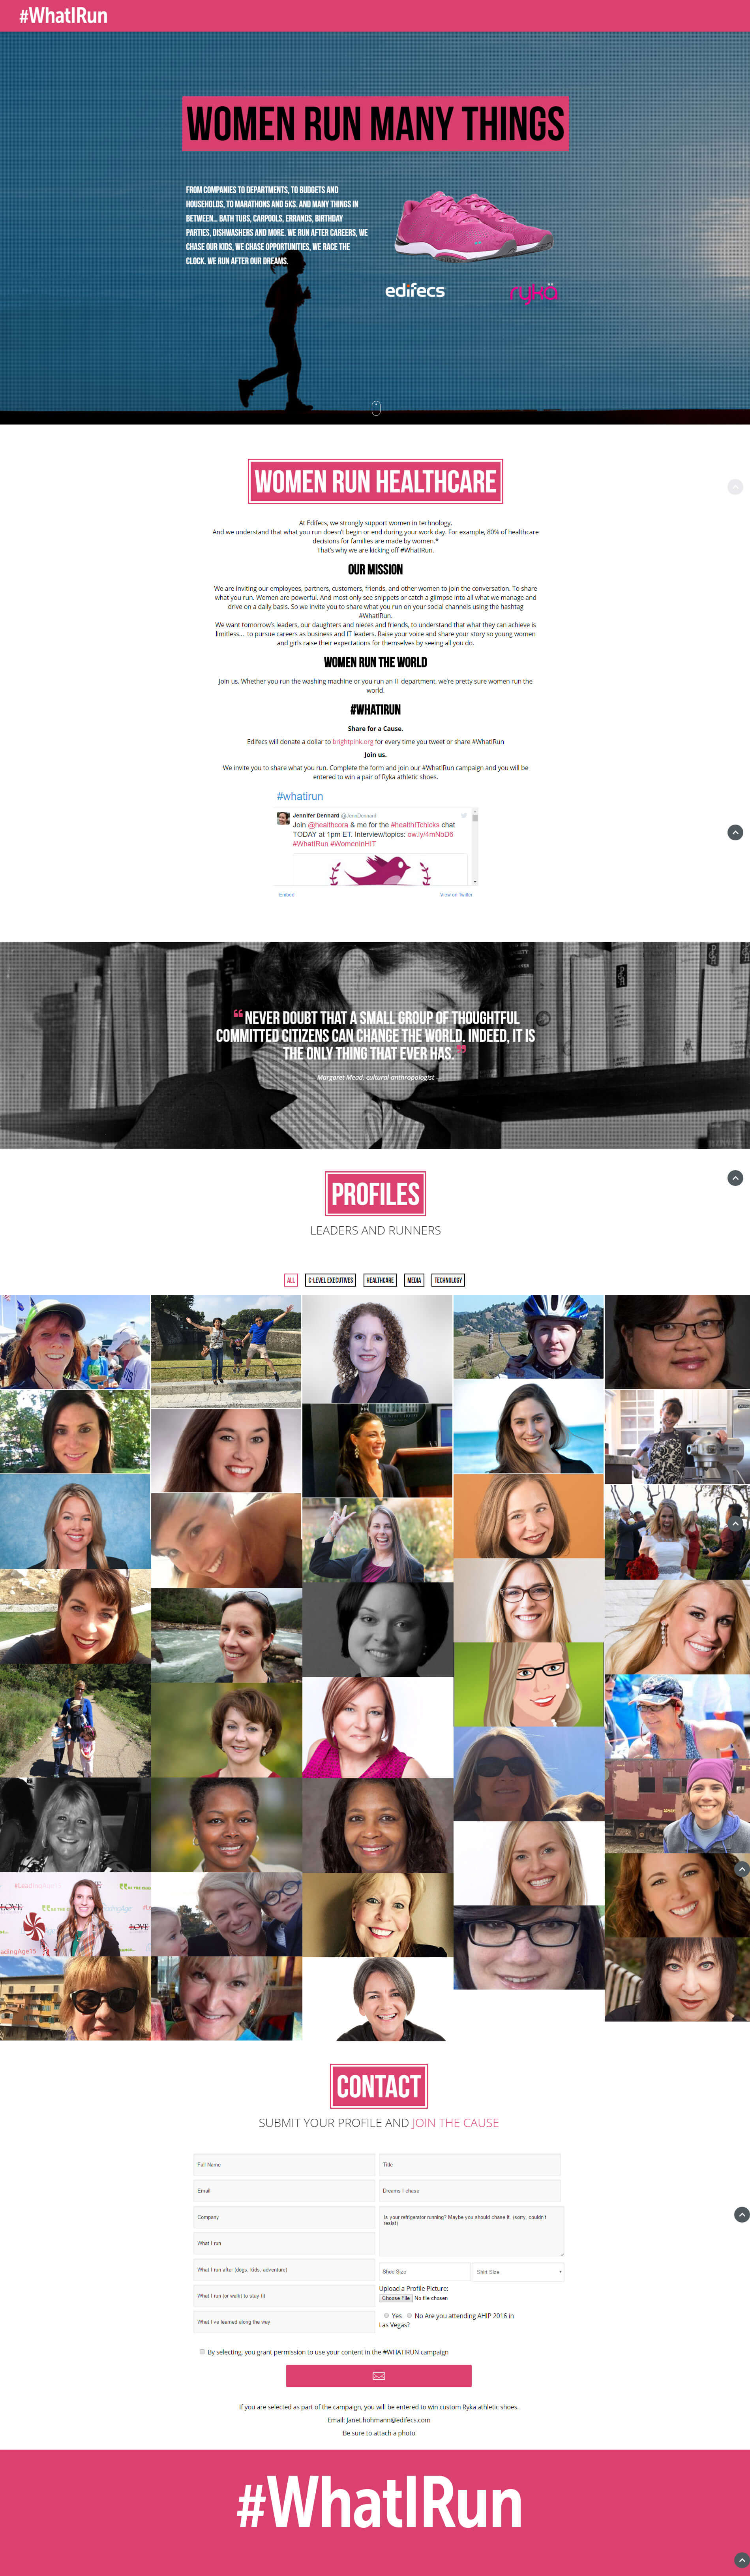 #WhatIRun
WOMEN RUN MANY THINGS
FROM COMPANIES TO DEPARTMENTS, TO BUDGETS AND
HOUSEHOLDS, TO MARATHONS AND 5KS. AND MANY THINGS IN
BETWEEN... BATH TUBS, CARPOOLS, ERRANDS, BIRTHDAY
PARTIES, DISHWASHERS AND MORE. WE RUN AFTER CAREERS, WE
CHASE OUR KIDS, WE CHASE OPPORTUNITIES, WE RACE THE
CLOCK. WE RUN AFTER OUR DREAMS.
edifecs
rykä
WOMEN RUN HEALTHCARE
At Edifecs, we strongly support women in technology.
And we understand that what you run doesn't begin or end during your work day. For example, 80% of healthcare
decisions for families are made by women.*
That's why we are kicking off #WhatIRun.
OUR MISSION
We are inviting our employees, partners, customers, friends, and other women to join the conversation. To share
what you run. Women are powerful. And most only see snippets or catch a glimpse into all what we manage and
drive on a daily basis. So we invite you to share what you run on your social channels using the hashtag
#WhatIRun.
We want tomorrow's leaders, our daughters and nieces and friends, to understand that what they can achieve is
limitless... to pursue careers as business and IT leaders. Raise your voice and share your story so young women
and girls raise their expectations for themselves by seeing all you do.
WOMEN RUN THE WORLD
Join us. Whether you run the washing machine or you run an IT department, we're pretty sure women run the
world.
#WHATIRUN
Share for a Cause.
Edifecs will donate a dollar to brightpink.org for every time you tweet or share #WhatIRun
Join us.
We invite you to share what you run. Complete the form and join our #WhatIRun campaign and you will be
entered to win a pair of Ryka athletic shoes.
#whatirun
Jennifer Dennard @JennDennard
Join @healthcora & me for the #healthITchicks chat
TODAY at 1pm ET. Interview/topics: ow.ly/4mNbD6
#WhatIRun #WomenInHIT
Embed
View on Twitter
NEVER DOUBT THAT A SMALL GROUP OF THOUGHTFUL
COMMITTED CITIZENS CAN CHANGE THE WORLD. INDEED, IT IS
THE ONLY THING THAT EVER HAS.
— Margaret Mead, cultural anthropologist —
PROFILES
LEADERS AND RUNNERS
ALL
C-LEVEL EXECUTIVES
HEALTHCARE
MEDIA
TECHNOLOGY
LOVE
LOVE
adingAge15
CONTACT
SUBMIT YOUR PROFILE AND JOIN THE CAUSE
Full Name
Title
Email
Dreams I chase
Company
Is your refrigerator running? Maybe you should chase it. (sorry, couldn't
resist)
What I run
What I run after (dogs, kids, adventure)
Shoe Size
Shirt Size
What I run (or walk) to stay fit
Upload a Profile Picture:
Choose File No file chosen
What I've learned along the way
Yes No Are you attending AHIP 2016 in
Las Vegas?
By selecting, you grant permission to use your content in the #WHATIRUN campaign
If you are selected as part of the campaign, you will be entered to win custom Ryka athletic shoes.
Email: Janet.hohmann@edifecs.com
Be sure to attach a photo
#WhatIRun